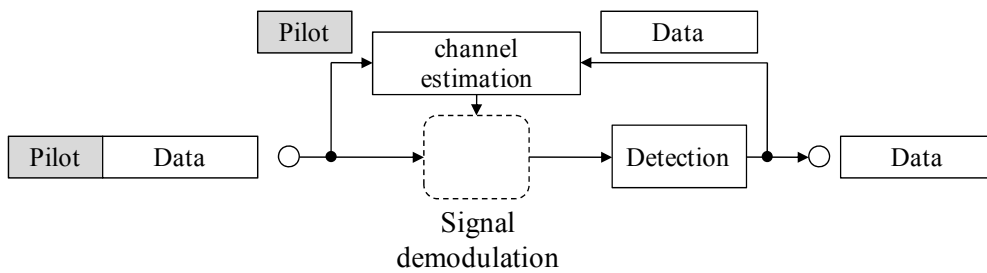 Pilot
Data
channel
estimation
Pilot
Data
Detection
Data
Signal
demodulation